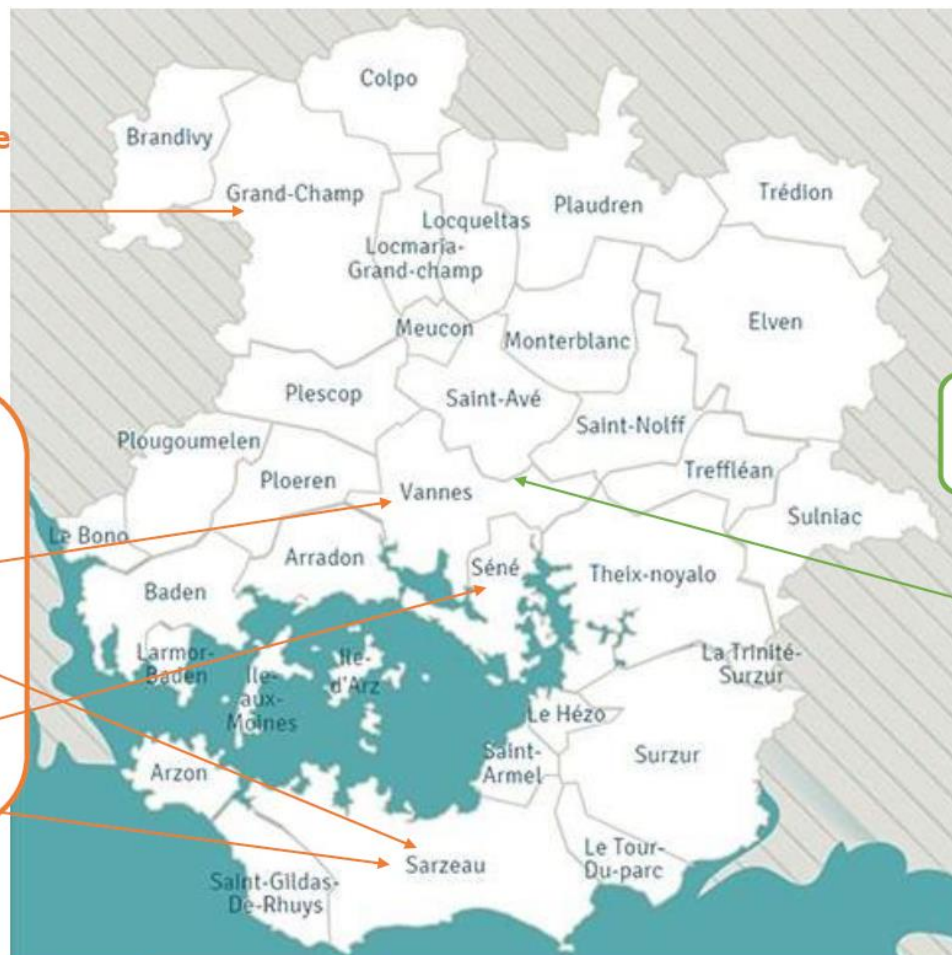 Colpo
e
Brandivy
Grand-Champ
Trédion
Locqueltas
Plaudren
Locmaria-
Grand-champ
Meucon
Monterblanc
Elven
Plescop
Saint-Avé
Plougoumelen
Saint-Nolff
Ploeren
Treffléan
Vannes
Sulniac
Le Bono
Arradon
Séné
Theix-noyalo
Baden
Larmor-
Baden
Ile-
aux-
Moines
Ile-
d'Arz
La Trinité-
Surzur
Le Hézo
Saint-
Armel
Surzur
Arzon
Le Tour-
Du-parc
Sarzeau
Saint-Gildas-
De-Rhuys